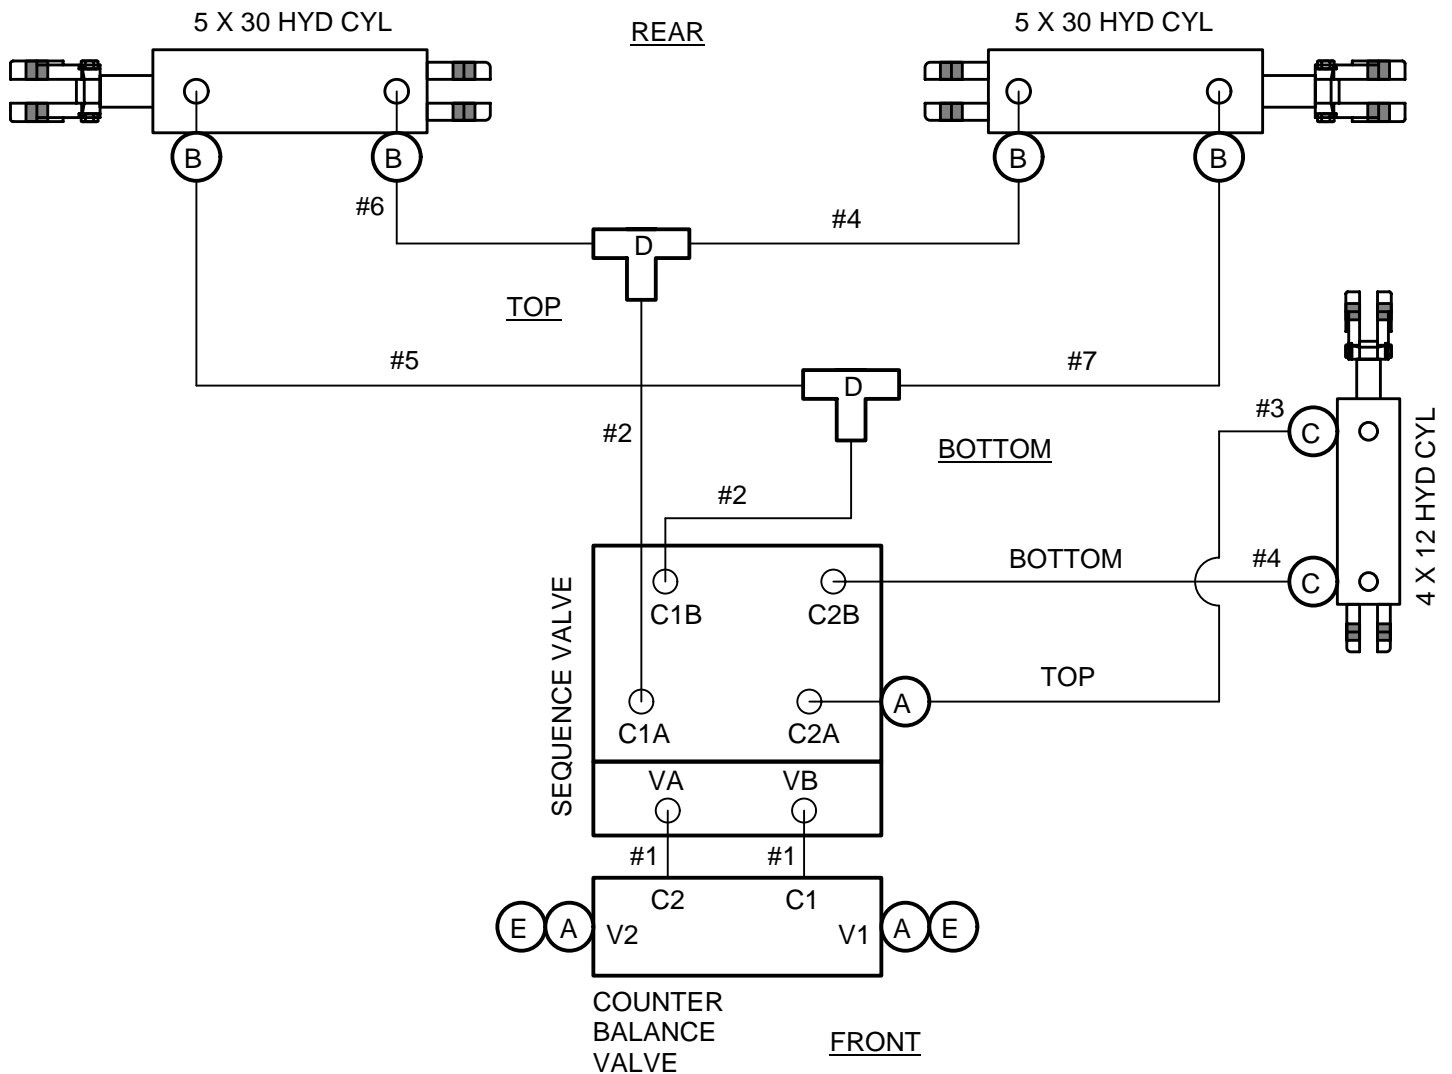 5 X 30 HYD CYL
REAR
5 X 30 HYD CYL
B
B
B
B
#6
D
#4
TOP
#5
D
#7
#2
BOTTOM
#3
C
#2
BOTTOM
#4
C
4 X 12 HYD CYL
SEQUENCE VALVE
C1B
C2B
TOP
A
C1A
C2A
VA
VB
#1
#1
C2
C1
E
A
V2
V1
A
E
COUNTER
BALANCE
VALVE
FRONT